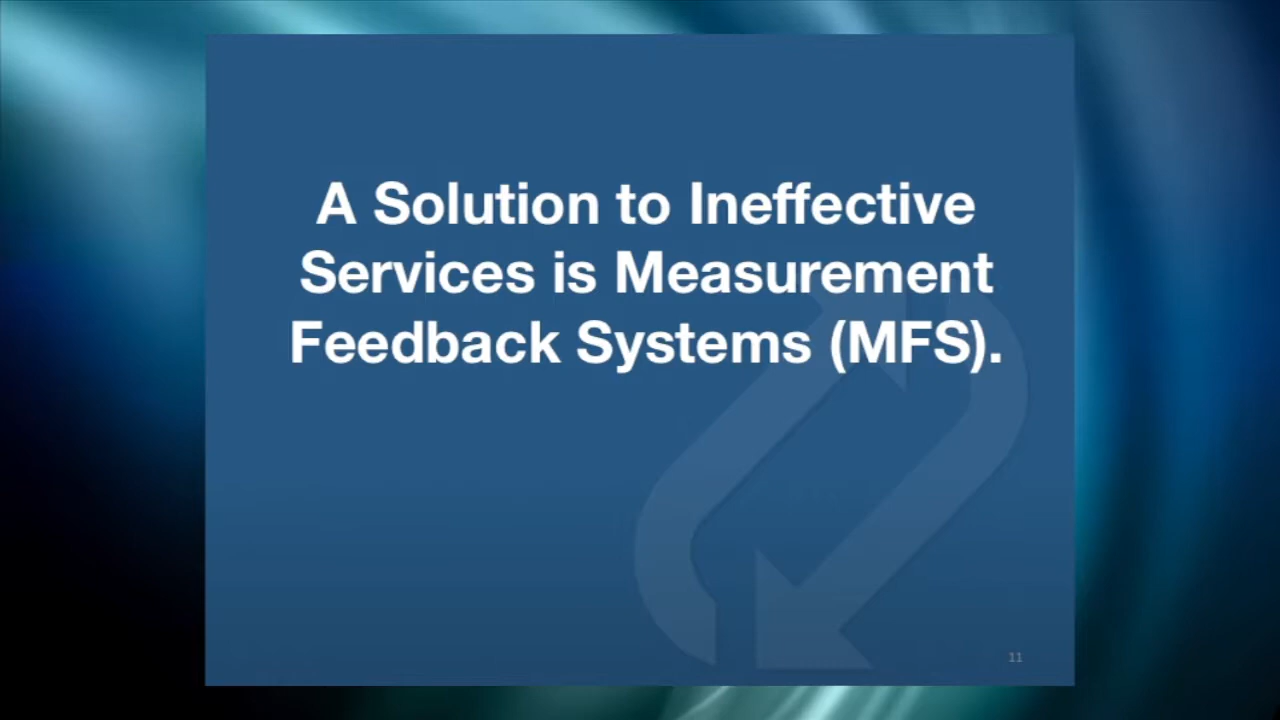 A Solution to Ineffective
Services is Measurement
Feedback Systems (MFS).
11